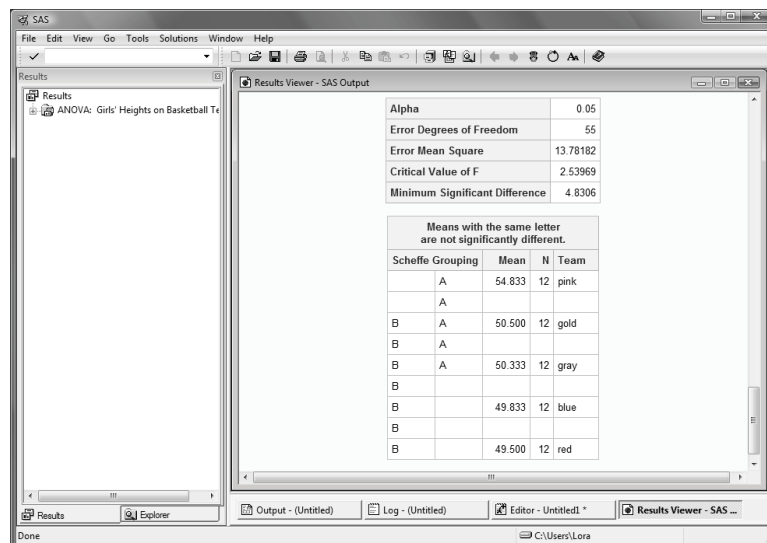 SAS
File Edit View Go Tools Solutions Window Help
Results
Results
ANOVA: Girls' Heights on Basketball Te
Results
Explorer
Results Viewer - SAS Output
Alpha 0.05
Error Degrees of Freedom 55
Error Mean Square 13.78182
Critical Value of F 2.53969
Minimum Significant Difference 4.8306
Means with the same letter
are not significantly different.
Scheffe Grouping Mean N Team
A 54.833 12 pink
A
B A 50.500 12 gold
B A
B A 50.333 12 gray
B
B 49.833 12 blue
B
B 49.500 12 red
Output - (Untitled)
Log - (Untitled)
Editor - Untitled1 *
Results Viewer - SAS ...
Done
C:\Users\Lora